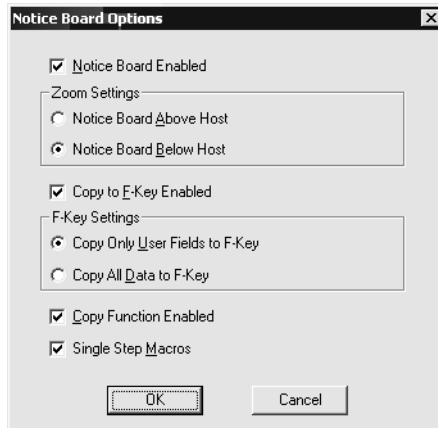 Notice Board Options
Notice Board Enabled
Zoom Settings
Notice Board Above Host
Notice Board Below Host
Copy to F-Key Enabled
F-Key Settings
Copy Only User Fields to F-Key
Copy All Data to F-Key
Copy Function Enabled
Single Step Macros
OK Cancel